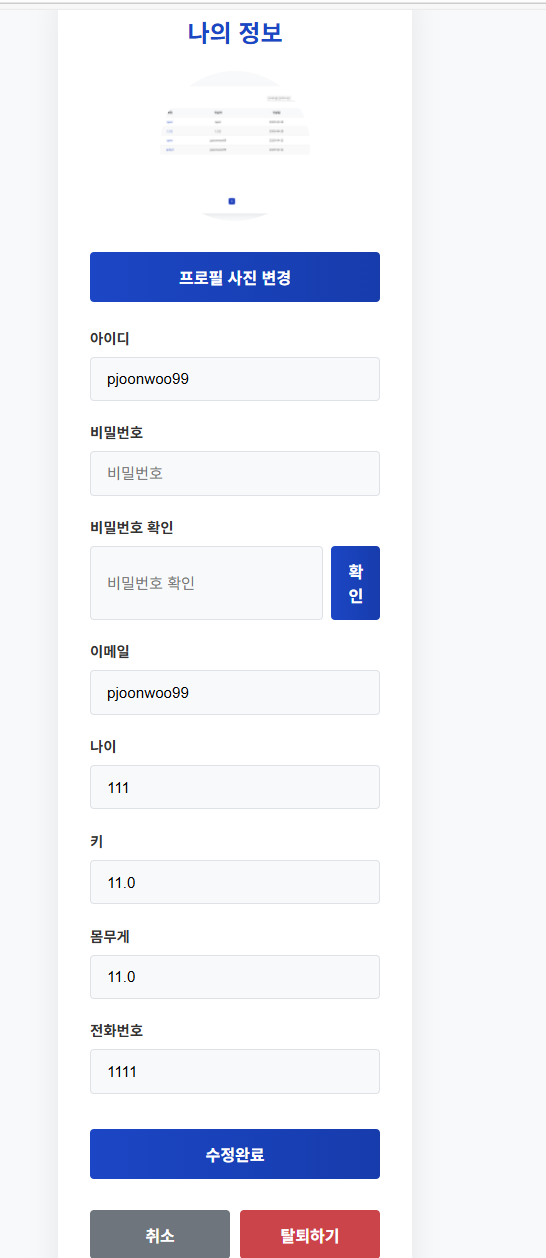 나의 정보
프로필 사진 변경
아이디
pjoonwoo99
비밀번호
비밀번호
비밀번호 확인
비밀번호 확인
확
인
이메일
pjoonwoo99
나이
111
키
11.0
몸무게
11.0
전화번호
1111
수정완료
취소
탈퇴하기